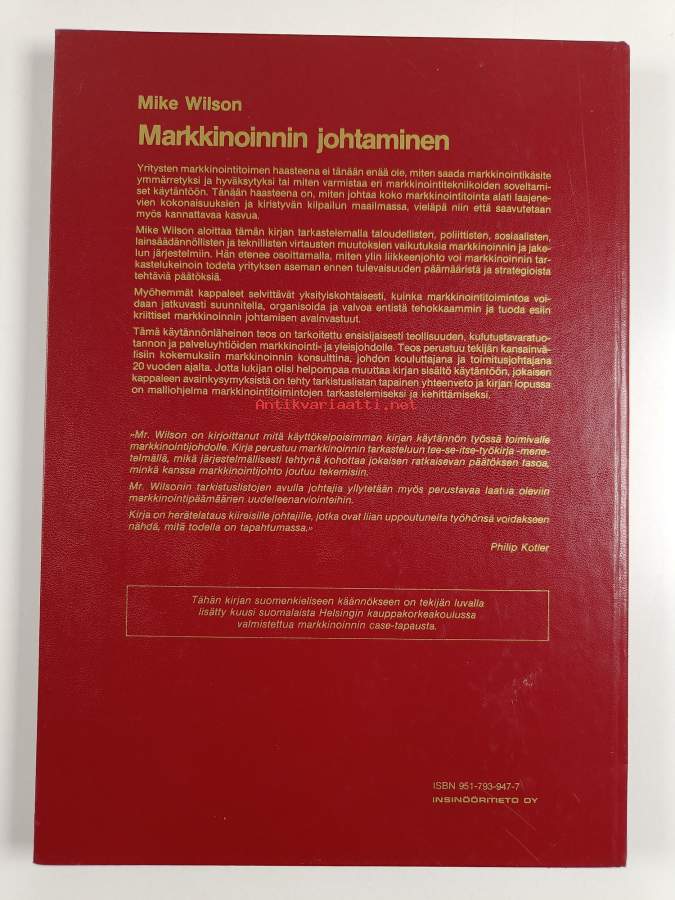 Mike Wilson
Markkinoinnin johtaminen
Yritysten markkinointitoimen haasteena ei tänään enää ole, miten saada markkinointikäsite
ymmärretyksi ja hyväksytyksi tai miten varmistaa eri markkinointitekniikoiden soveltami-
set käytäntöön. Tänään haasteena on, miten johtaa koko markkinointitointa alati laajene-
vien kokonaisuuksien ja kiristyvän kilpailun maailmassa, vieläpä niin että saavutetaan
myös kannattavaa kasvua.
Mike Wilson aloittaa tämän kirjan tarkastelemalla taloudellisten, poliittisten, sosiaalisten,
lainsäädännöllisten ja teknillisten virtausten muutoksien vaikutuksia markkinoinnin ja jake-
lun järjestelmiin. Hän etenee osoittamalla, miten ylin liikkeenjohto voi markkinoinnin tar-
kastelukeinoin todeta yrityksen aseman ennen tulevaisuuden päämääristä ja strategioista
tehtäviä päätöksiä.
Myöhemmät kappaleet selvittävät yksityiskohtaisesti, kuinka markkinointitoimintoa voi-
daan jatkuvasti suunnitella, organisoida ja valvoa entistä tehokkaammin ja tuoda esiin
kriittiset markkinoinnin johtamisen avainvastuut.
Tämä käytännönläheinen teos on tarkoitettu ensisijaisesti teollisuuden, kulutustavaratuo-
tannon ja palveluyhtiöiden markkinointi- ja yleisjohdolle. Teos perustuu tekijän kansainvä-
lisiin kokemuksiin markkinoinnin konsulttina, johdon kouluttajana ja toimitusjohtajana
20 vuoden ajalta. Jotta lukijan olisi helpompaa muuttaa kirjan sisältö käytäntöön, jokaisen
kappaleen avainkysymyksistä on tehty tarkistuslistan tapainen yhteenveto ja kirjan lopussa
on malliohjelma markkinointitoimintojen tarkastelemiseksi ja kehittämiseksi.
Antikvariaatti.net
»Mr. Wilson on kirjoittanut mitä käyttökelpoisimman kirjan käytännön työssä toimivalle
markkinointijohdolle. Kirja perustuu markkinoinnin tarkasteluun tee-se-itse-työkirja -mene-
telmällä, mikä järjestelmällisesti tehtynä kohottaa jokaisen ratkaisevan päätöksen tasoa,
minkä kanssa markkinointijohto joutuu tekemisiin.
Mr. Wilsonin tarkistuslistojen avulla johtajia yllytetään myös perustavaa laatua oleviin
markkinointipäämäärien uudelleenarviointeihin.
Kirja on herätelataus kiireisille johtajille, jotka ovat liian uppoutuneita työhönsä voidakseen
nähdä, mitä todella on tapahtumassa.»
Philip Kotler
Tähän kirjan suomenkieliseen käännökseen on tekijän luvalla
lisätty kuusi suomalaista Helsingin kauppakorkeakoulussa
valmistettua markkinoinnin case-tapausta.
ISBN 951-793-947-7
INSINÖÖRITIETO OY